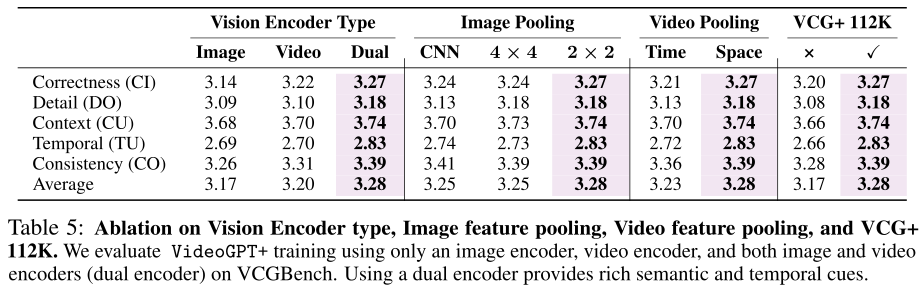 Vision Encoder Type Image Pooling Video Pooling VCG+ 112K
Image Video Dual CNN 4 × 4 2 × 2 Time Space × ✓
Correctness (CI) 3.14 3.22 3.27 3.24 3.24 3.27 3.21 3.27 3.20 3.27
Detail (DO) 3.09 3.10 3.18 3.13 3.18 3.18 3.13 3.18 3.08 3.18
Context (CU) 3.68 3.70 3.74 3.70 3.73 3.74 3.70 3.74 3.66 3.74
Temporal (TU) 2.69 2.70 2.83 2.74 2.73 2.83 2.72 2.83 2.66 2.83
Consistency (CO) 3.26 3.31 3.39 3.41 3.39 3.39 3.36 3.39 3.28 3.39
Average 3.17 3.20 3.28 3.25 3.25 3.28 3.23 3.28 3.17 3.28
Table 5: Ablation on Vision Encoder type, Image feature pooling, Video feature pooling, and VCG+
112K. We evaluate VideoGPT+ training using only an image encoder, video encoder, and both image and video
encoders (dual encoder) on VCGBench. Using a dual encoder provides rich semantic and temporal cues.